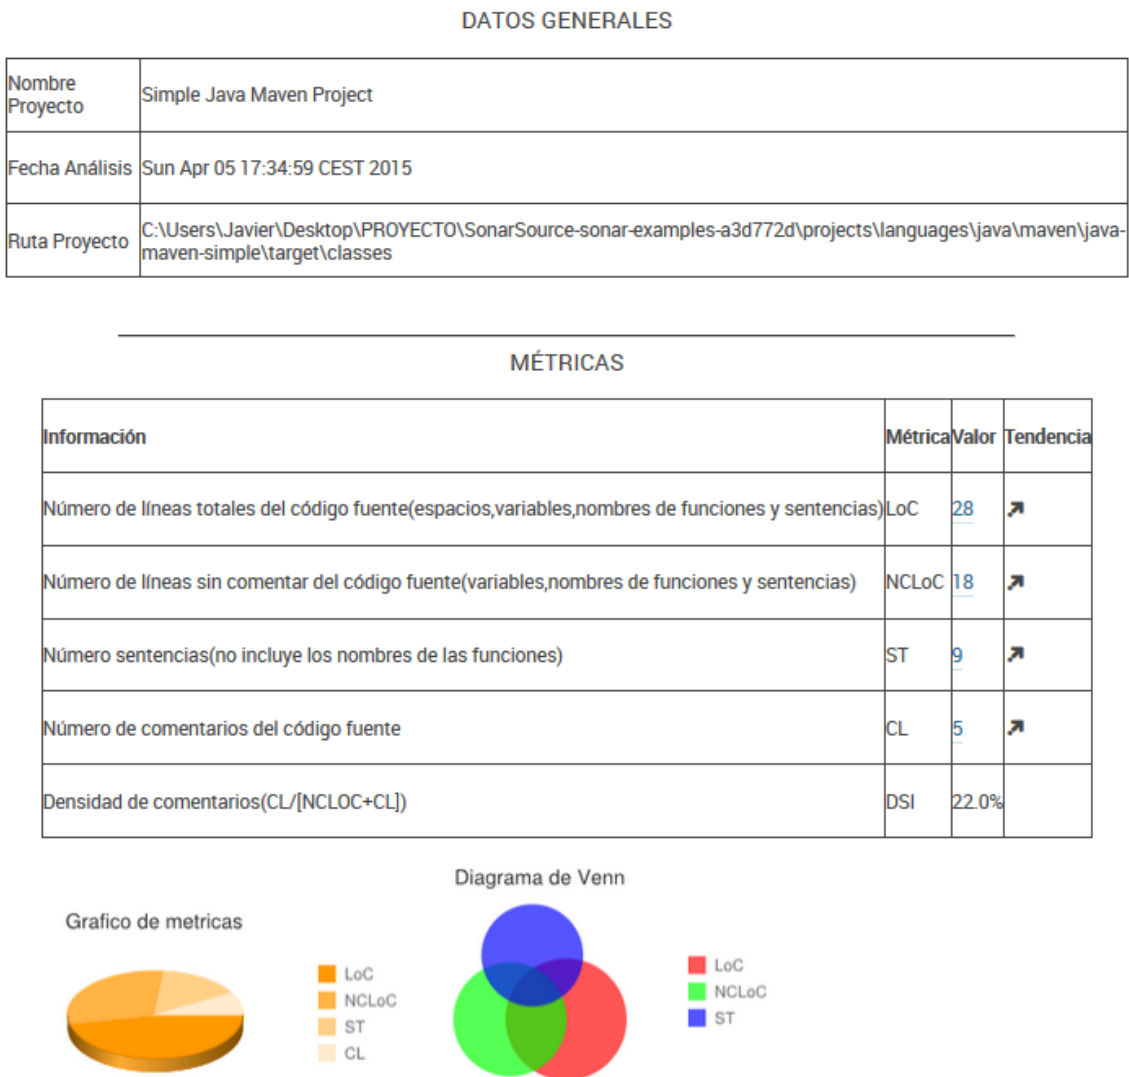 DATOS GENERALES
Nombre
Proyecto
Simple Java Maven Project
Fecha Análisis
Sun Apr 05 17:34:59 CEST 2015
Ruta Proyecto
C:\Users\Javier\Desktop\PROYECTO\SonarSource-sonar-examples-a3d772d\projects\languages\java\maven\java-
maven-simple\target\classes
MÉTRICAS
Información Métrica Valor Tendencia
Número de líneas totales del código fuente(espacios,variables,nombres de funciones y sentencias) LoC 28
Número de líneas sin comentar del código fuente(variables,nombres de funciones y sentencias) NCLoC 18
Número sentencias(no incluye los nombres de las funciones) ST 9
Número de comentarios del código fuente CL 5
Densidad de comentarios(CL/[NCLOC+CL]) DSI 22.0%
Grafico de metricas
LoC
NCLoC
ST
CL
Diagrama de Venn
LoC
NCLoC
ST